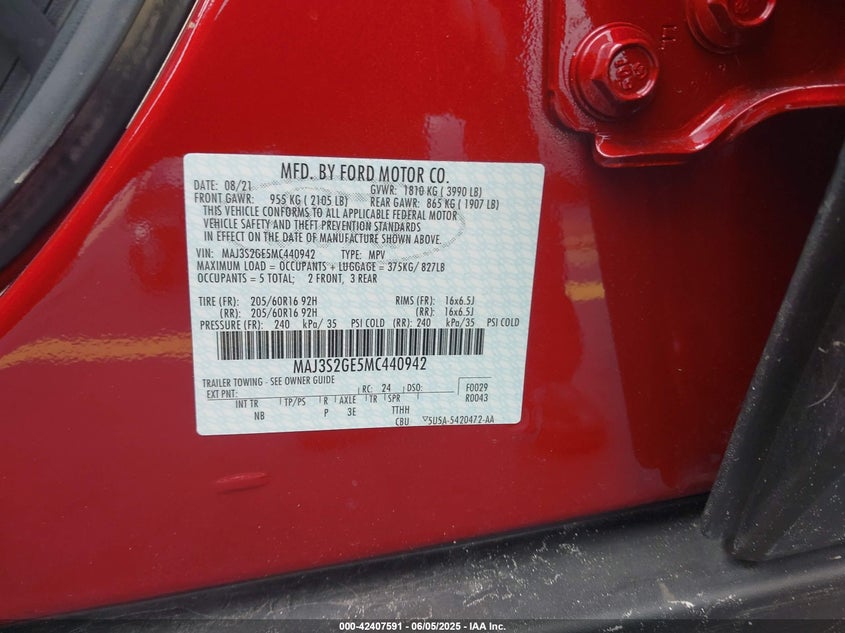 MFD. BY FORD MOTOR CO.
DATE: 08/21 GVWR: 1810 KG ( 3990 LB)
FRONT GAWR: 955 KG ( 2105 LB) REAR GAWR: 865 KG ( 1907 LB)
THIS VEHICLE CONFORMS TO ALL APPLICABLE FEDERAL MOTOR
VEHICLE SAFETY AND THEFT PREVENTION STANDARDS
IN EFFECT ON THE DATE OF MANUFACTURE SHOWN ABOVE.
VIN: MAJ3S2GE5MC440942 TYPE: MPV
MAXIMUM LOAD = OCCUPANTS + LUGGAGE = 375KG/ 827LB
OCCUPANTS = 5 TOTAL; 2 FRONT, 3 REAR
TIRE (FR): 205/60R16 92H RIMS (FR): 16x6.5J
(RR): 205/60R16 92H (RR): 16x6.5J
PRESSURE (FR): 240 kPa/35 PSI COLD (RR): 240 kPa/35 PSI COLD
MAJ3S2GE5MC440942
TRAILER TOWING - SEE OWNER GUIDE
EXT PNT: RC: 24 DSO: F0029
R0043
INT TR TP/PS R AXLE TR SPR
NB P 3E TTHH
CBU 5U5A-5420472-AA
000-42407591 - 06/05/2025 - IAA Inc.